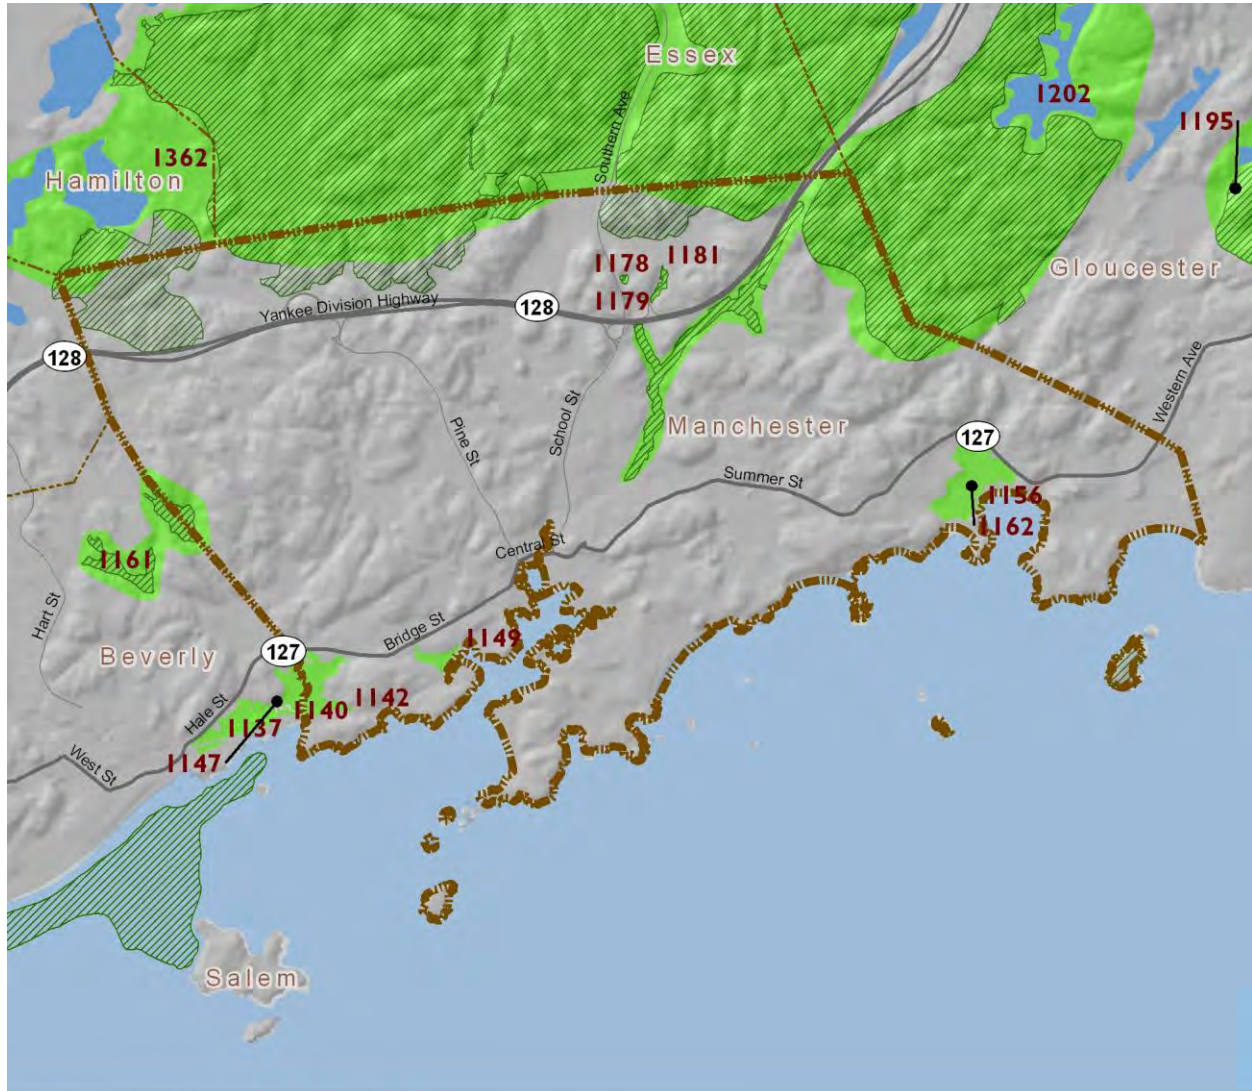 Essex
1202
1195
Southern Ave
1362
Hamilton
1178
1181
Gloucester
1179
Yankee Division Highway
128
128
Western Ave
Pine St
School St
Manchester
127
Summer St
1156
1162
Central St
1161
Hart St
Bridge St
1149
Beverly
127
Hale St
1142
1140
1137
1147
West St
Salem